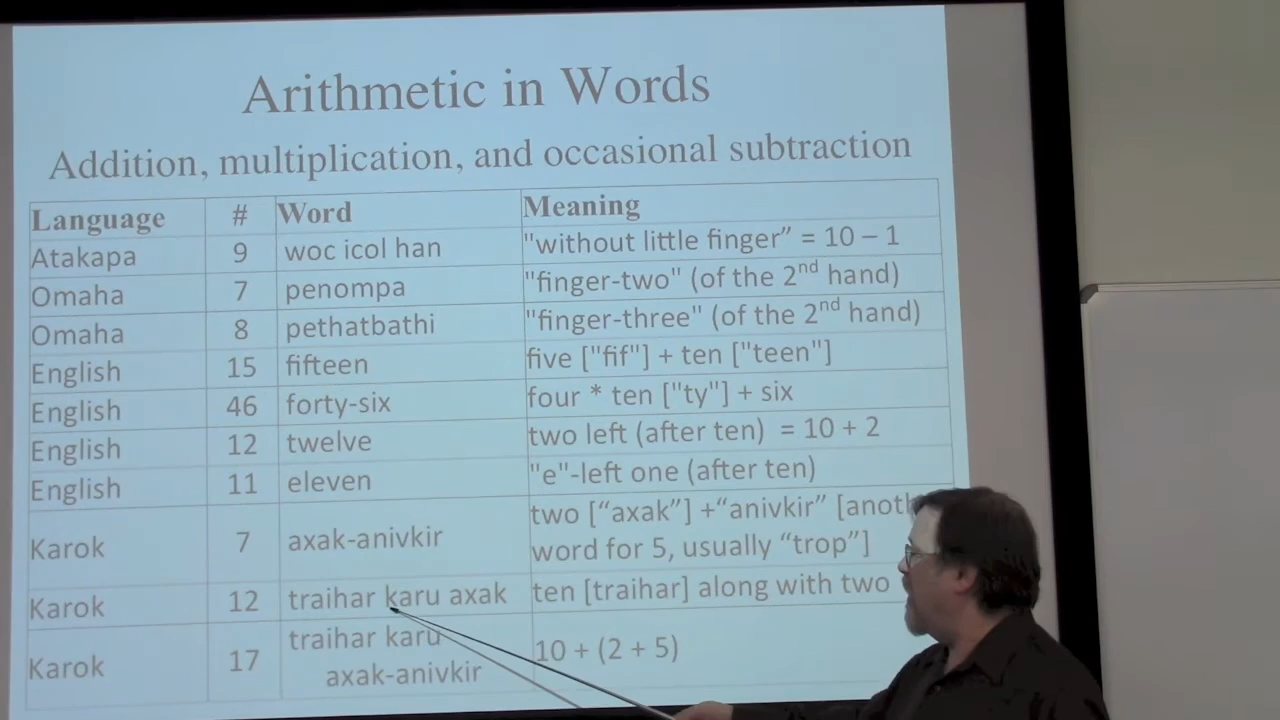 Arithmetic in Words
Addition, multiplication, and occasional subtraction
Language # Word Meaning
Atakapa 9 woc icol han "without little finger” = 10 – 1
Omaha 7 penompa "finger-two" (of the 2nd hand)
Omaha 8 pethatbathi "finger-three" (of the 2nd hand)
English 15 fifteen five ["fif"] + ten ["teen"]
English 46 forty-six four * ten ["ty"] + six
English 12 twelve two left (after ten) = 10 + 2
English 11 eleven "e"-left one (after ten)
Karok 7 axak-anivkir two [“axak”] +“anivkir”
word for 5, usually “trop”]
Karok 12 traihar karu axak ten [traihar] along with two
Karok 17 traihar karu 10 + (2 + 5)
axak-anivkir